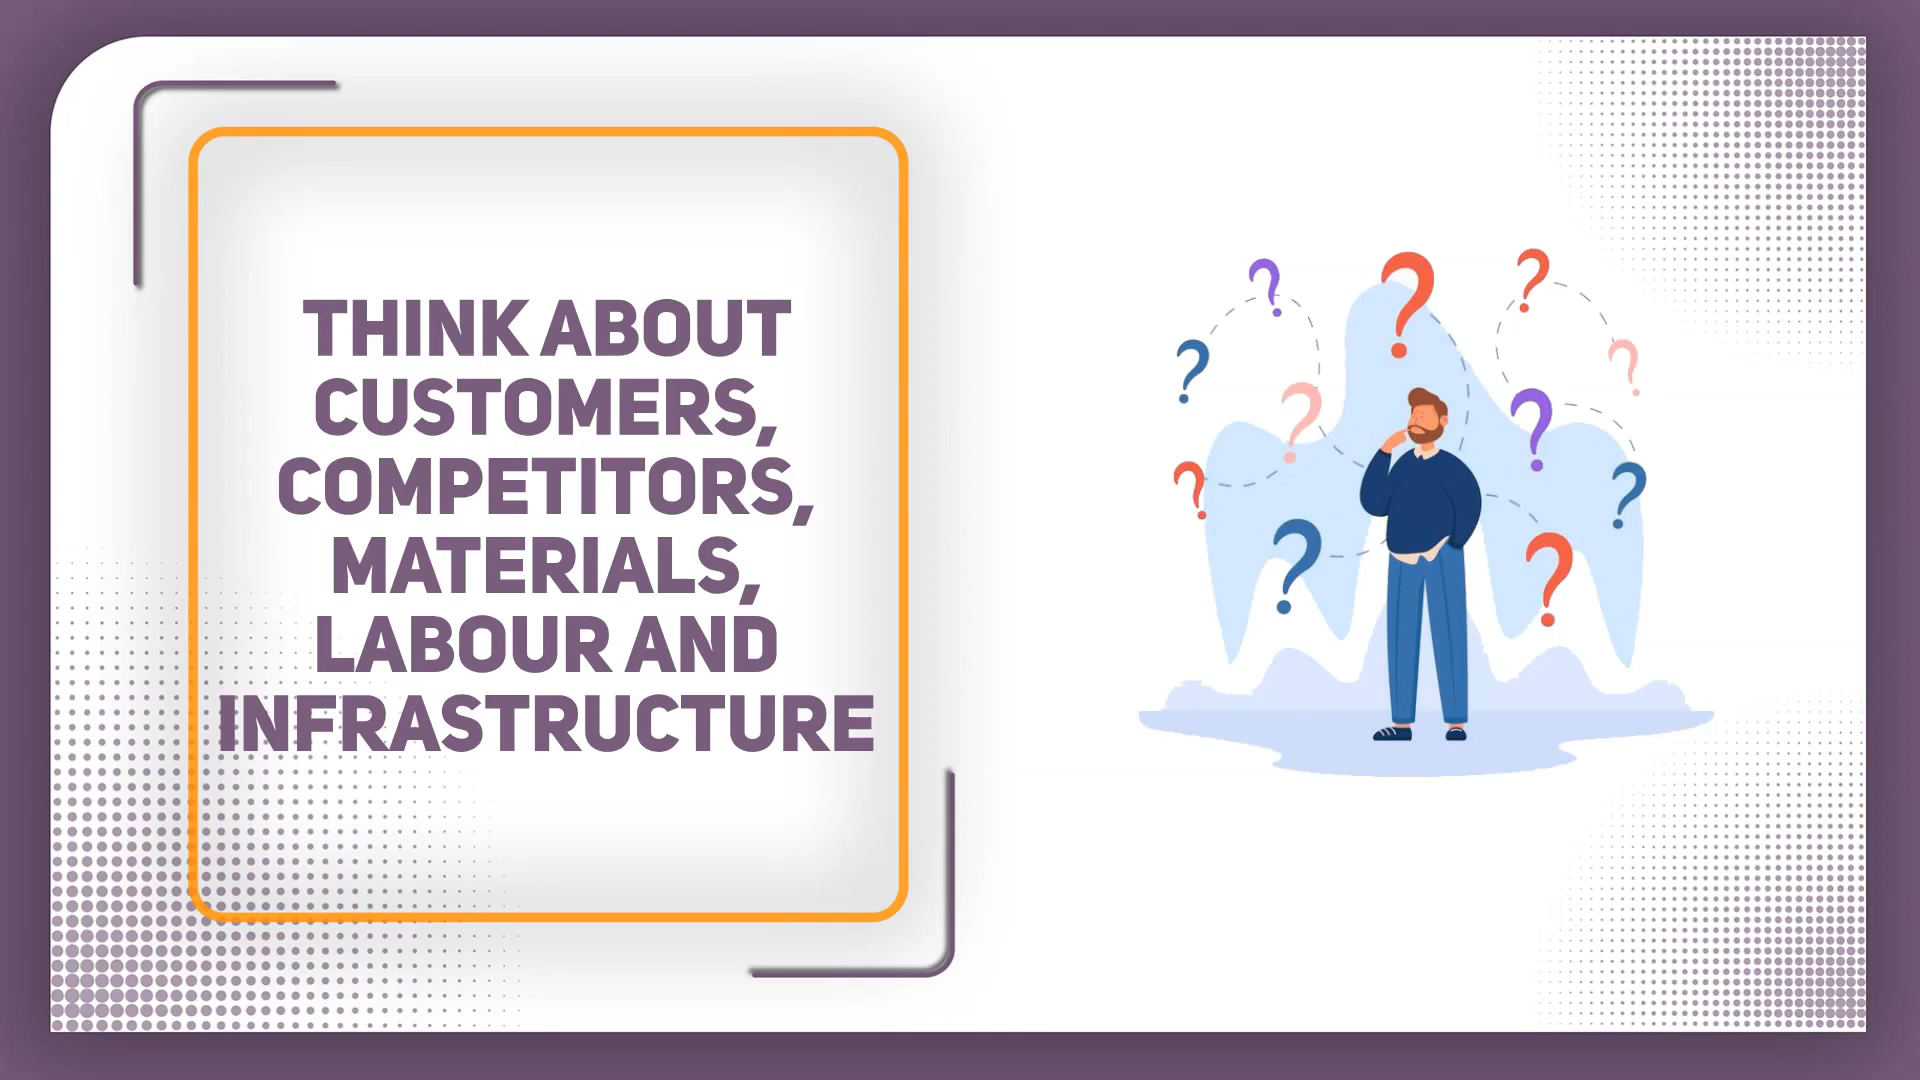 THINK ABOUT
CUSTOMERS,
COMPETITORS,
MATERIALS,
LABOUR AND
INFRASTRUCTURE